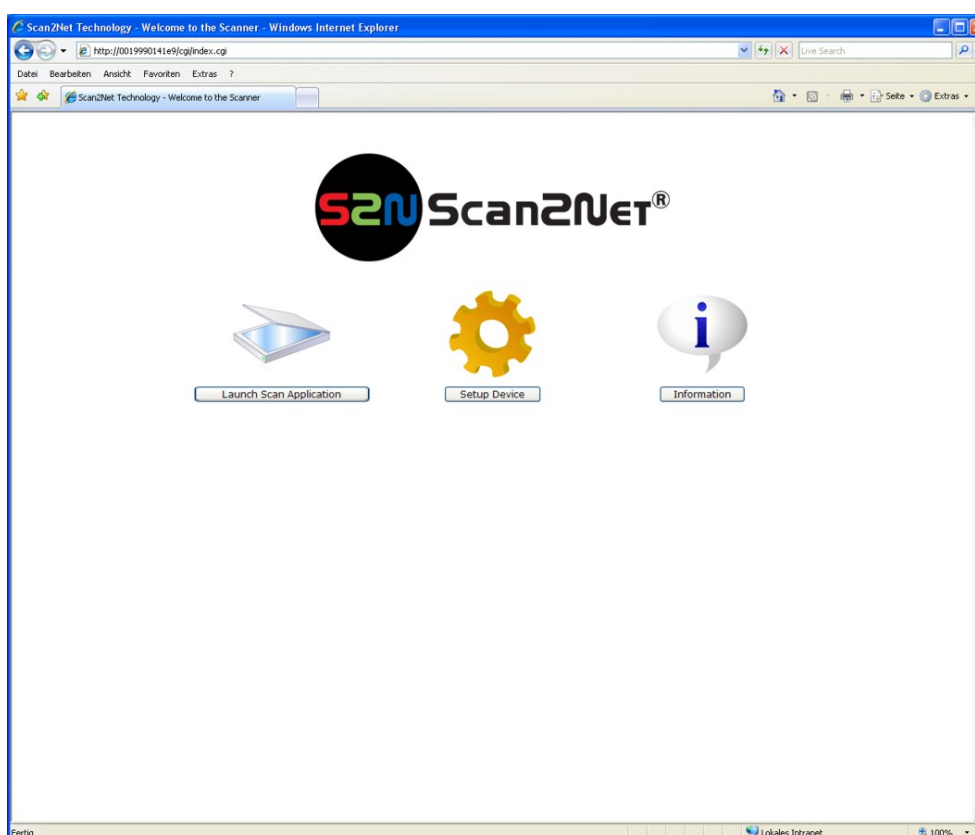 Scan2Net Technology - Welcome to the Scanner - Windows Internet Explorer
http://0019990141e9/cgi/index.cgi
Live Search
Datei Bearbeiten Ansicht Favoriten Extras ?
Scan2Net Technology - Welcome to the Scanner
Seite Extras
S2N Scan2Net®
i
Launch Scan Application Setup Device Information
Fertig Lokales Intranet 100%